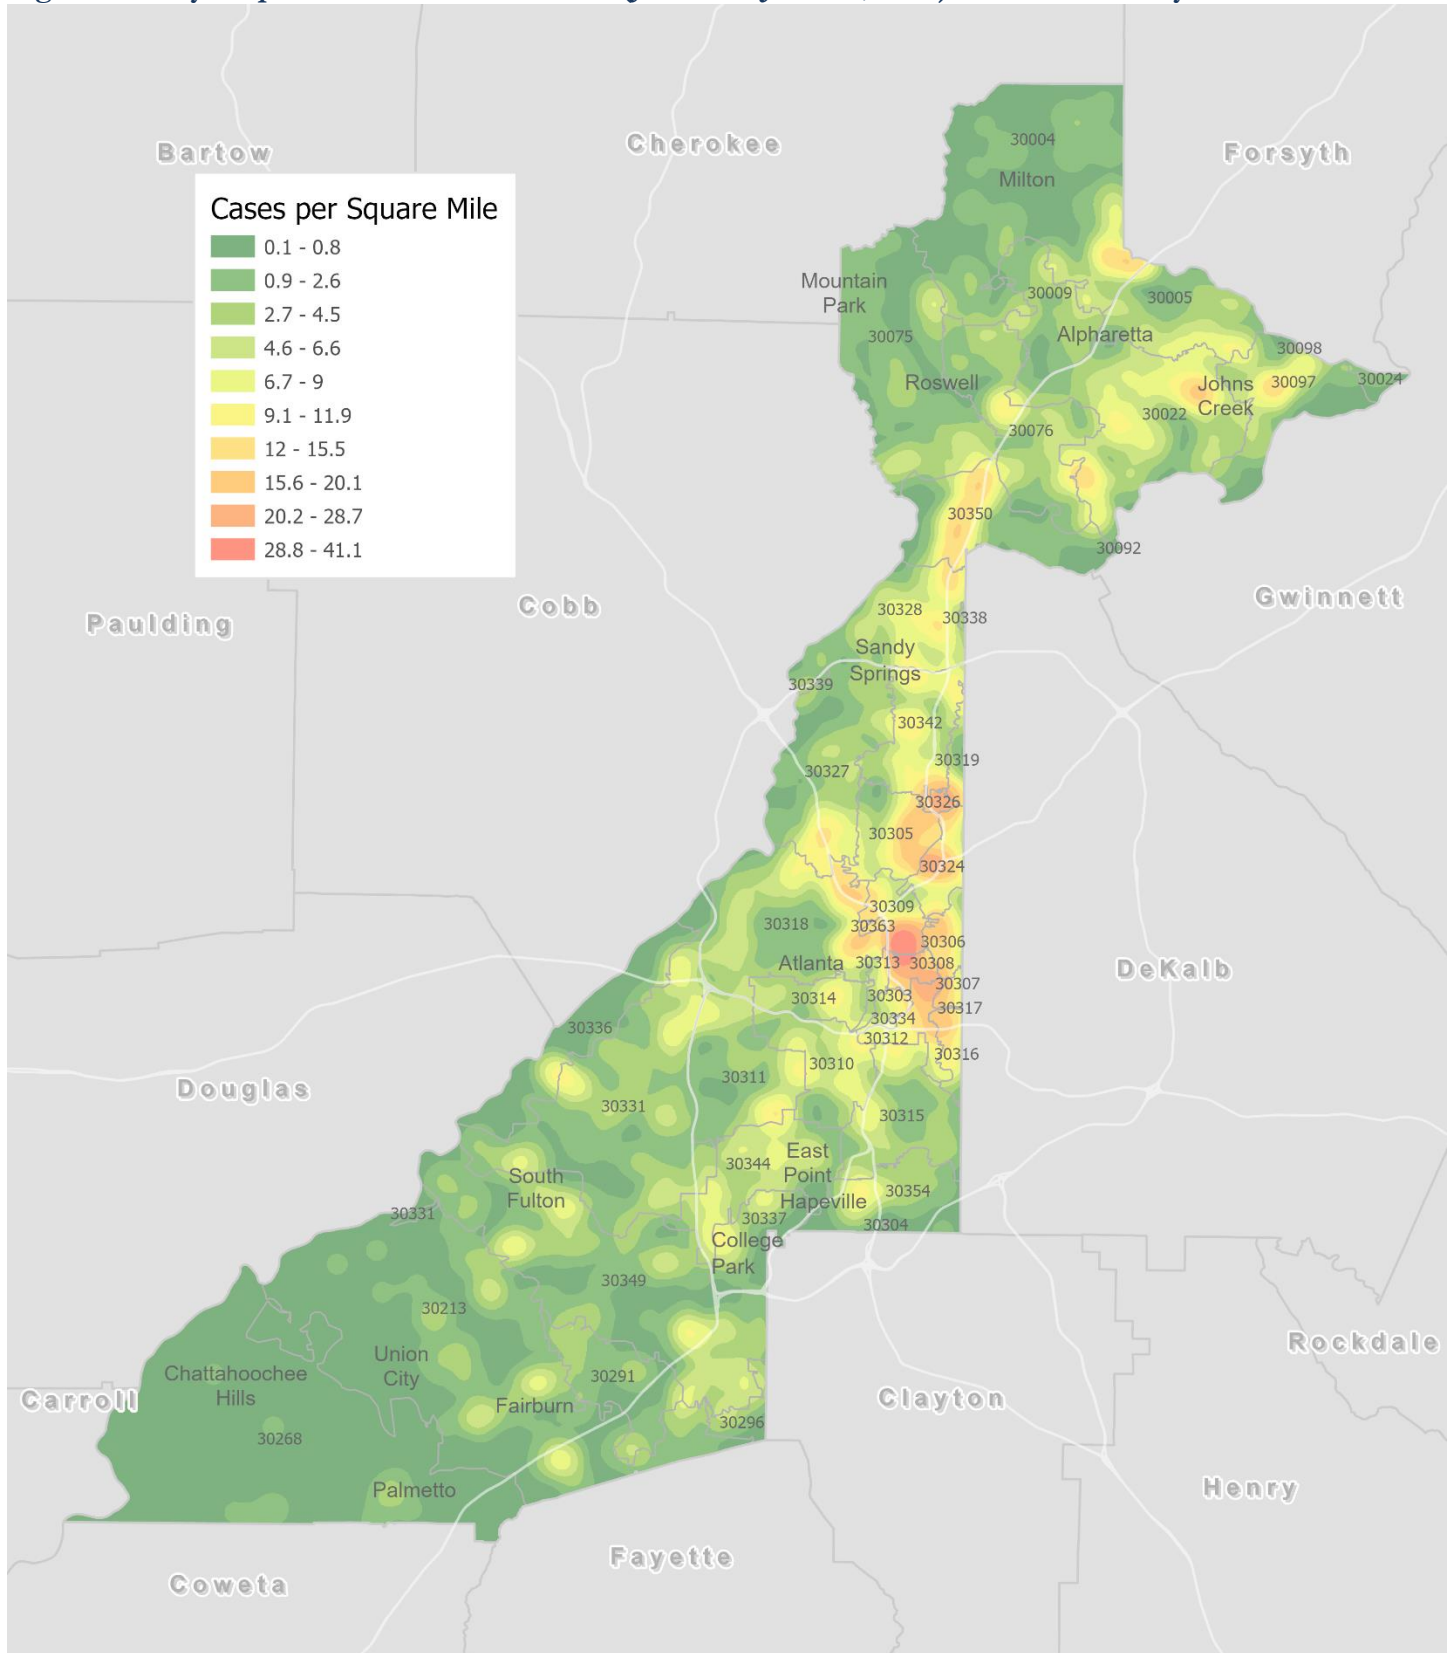 Bartow
Cherokee
Forsyth
30004
Milton
Cases per Square Mile
0.1 - 0.8
0.9 - 2.6
2.7 - 4.5
4.6 - 6.6
6.7 - 9
9.1 - 11.9
12 - 15.5
15.6 - 20.1
20.2 - 28.7
28.8 - 41.1
Mountain
Park
30009
30005
30075
Alpharetta
30098
Roswell
Johns
Creek
30097
30024
30022
30076
30350
30092
Paulding
Cobb
Gwinnett
30328
30338
Sandy
Springs
30339
30342
30319
30327
30326
30305
30324
30309
30318
30363
30306
Atlanta
30313
30308
DeKalb
30307
30314
30303
30317
30334
30336
30312
30316
30310
30311
Douglas
30331
30315
East
Point
30344
South
Fulton
30354
Hapeville
30331
30337
30304
College
Park
30349
30213
Union
City
Rockdale
Chattahoochee
Hills
30291
Carroll
Fairburn
Clayton
30296
30268
Palmetto
Henry
Fayette
Coweta